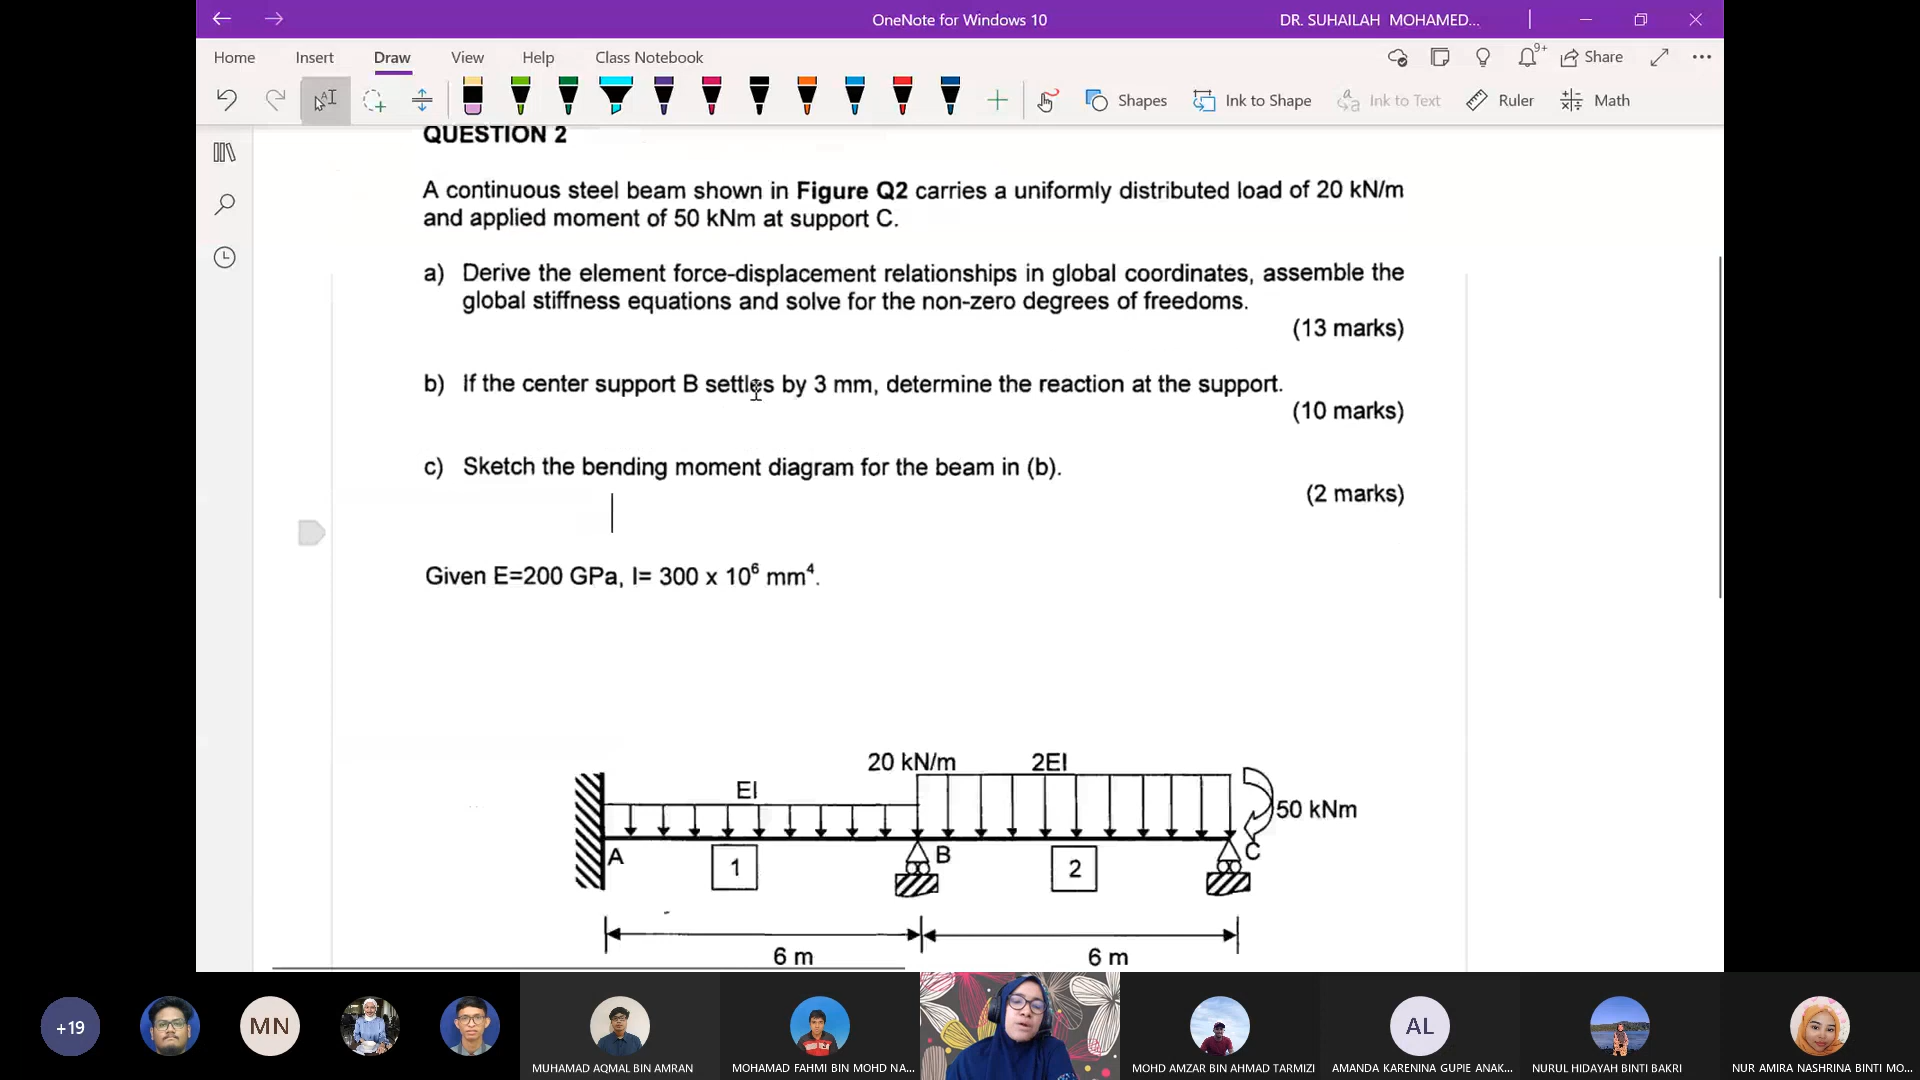 OneNote for Windows 10
DR. SUHAILAH MOHAMED...
Home Insert Draw View Help Class Notebook
9+ Share
Shapes Ink to Shape Ink to Text Ruler Math
QUESTION 2
A continuous steel beam shown in Figure Q2 carries a uniformly distributed load of 20 kN/m
and applied moment of 50 kNm at support C.
a) Derive the element force-displacement relationships in global coordinates, assemble the
global stiffness equations and solve for the non-zero degrees of freedoms.
(13 marks)
b) If the center support B settles by 3 mm, determine the reaction at the support.
(10 marks)
c) Sketch the bending moment diagram for the beam in (b).
(2 marks)
Given E=200 GPa, I= 300 x 10⁶ mm⁴.
20 kN/m 2EI
EI
50 kNm
A B C
1 2
6 m 6 m
+19
MN
AL
MUHAMAD AQMAL BIN AMRAN
MOHAMAD FAHMI BIN MOHD NA...
MOHD AMZAR BIN AHMAD TARMIZI
AMANDA KARENINA GUPIE ANAK...
NURUL HIDAYAH BINTI BAKRI
NUR AMIRA NASHRINA BINTI MO...